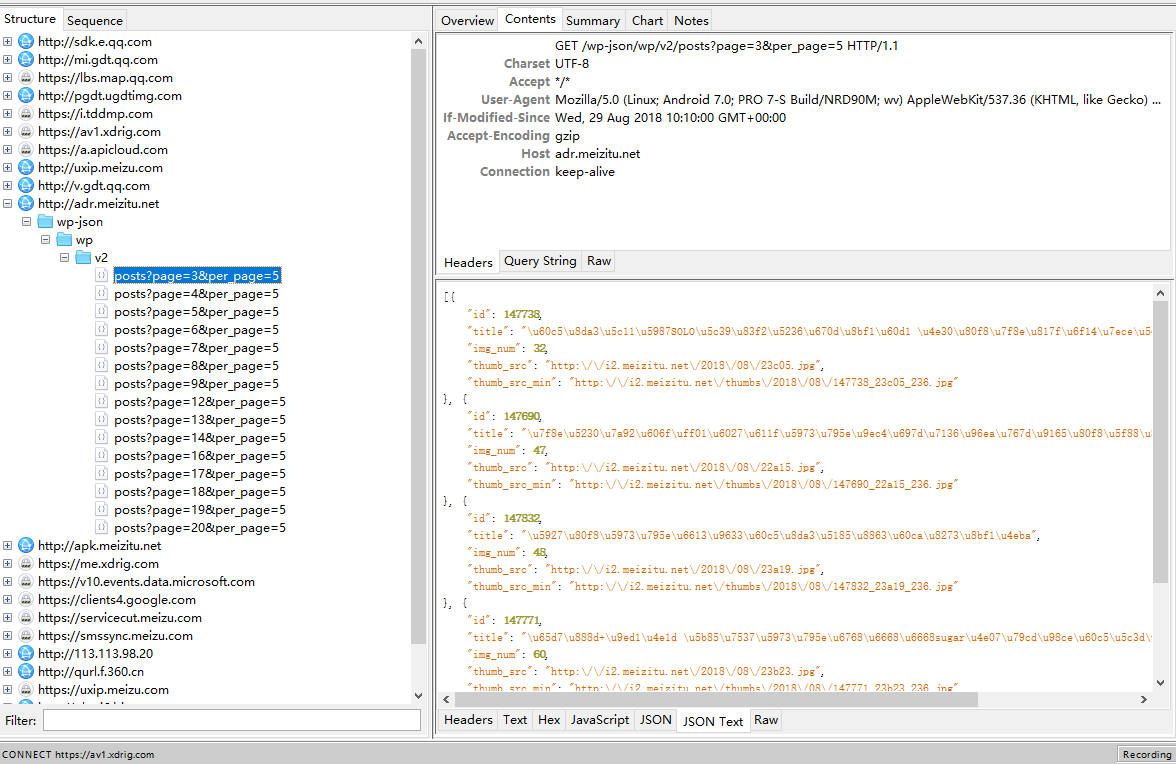 Structure
Sequence
http://sdk.e.qq.com
http://mi.gdt.qq.com
https://lbs.map.qq.com
http://pgdt.ugdtimg.com
https://i.tddmp.com
https://av1.xdrig.com
https://a.apicloud.com
http://uxip.meizu.com
http://v.gdt.qq.com
http://adr.meizitu.net
wp-json
wp
v2
posts?page=3&per_page=5
posts?page=4&per_page=5
posts?page=5&per_page=5
posts?page=6&per_page=5
posts?page=7&per_page=5
posts?page=8&per_page=5
posts?page=9&per_page=5
posts?page=12&per_page=5
posts?page=13&per_page=5
posts?page=14&per_page=5
posts?page=16&per_page=5
posts?page=17&per_page=5
posts?page=18&per_page=5
posts?page=19&per_page=5
posts?page=20&per_page=5
http://apk.meizitu.net
https://me.xdrig.com
https://v10.events.data.microsoft.com
https://clients4.google.com
https://servicecut.meizu.com
https://smssync.meizu.com
http://113.113.98.20
http://qurl.f.360.cn
https://uxip.meizu.com
Filter:
Overview Contents Summary Chart Notes
GET /wp-json/wp/v2/posts?page=3&per_page=5 HTTP/1.1
Charset UTF-8
Accept */*
User-Agent Mozilla/5.0 (Linux; Android 7.0; PRO 7-S Build/NRD90M; wv) AppleWebKit/537.36 (KHTML, like Gecko) ...
If-Modified-Since Wed, 29 Aug 2018 10:10:00 GMT+00:00
Accept-Encoding gzip
Host adr.meizitu.net
Connection keep-alive
Headers Query String Raw
[{
"id": 147738,
"title": "\u60c5\u8da3\u5c11\u5987SOLO\u5c39\u83f2\u5236\u670d\u8bf1\u60d1 \u4e30\u80f8\u7f8e\u817f\u6f14\u7ece\u5
"img_num": 32,
"thumb_src": "http:\/\/i2.meizitu.net\/2018\/08\/23c05.jpg",
"thumb_src_min": "http:\/\/i2.meizitu.net\/thumbs\/2018\/08\/147738_23c05_236.jpg"
}, {
"id": 147690,
"title": "\u7f8e\u5230\u7a92\u606f\uff01\u6027\u611f\u5973\u795e\u9ec4\u697d\u7136\u96ea\u767d\u9165\u80f8\u5f88\
"img_num": 47,
"thumb_src": "http:\/\/i2.meizitu.net\/2018\/08\/22a15.jpg",
"thumb_src_min": "http:\/\/i2.meizitu.net\/thumbs\/2018\/08\/147690_22a15_236.jpg"
}, {
"id": 147832,
"title": "\u5927\u80f8\u5973\u795e\u6613\u9633\u60c5\u8da3\u5185\u8863\u60ca\u8273\u8bf1\u4eba",
"img_num": 48,
"thumb_src": "http:\/\/i2.meizitu.net\/2018\/08\/23a19.jpg",
"thumb_src_min": "http:\/\/i2.meizitu.net\/thumbs\/2018\/08\/147832_23a19_236.jpg"
}, {
"id": 147771,
"title": "\u65d7\u888d+\u9ed1\u4e1d \u5b85\u7537\u5973\u795e\u6768\u6668\u6668sugar\u4e07\u79cd\u98ce\u60c5\u5c3d\
"img_num": 60,
"thumb_src": "http:\/\/i2.meizitu.net\/2018\/08\/23b23.jpg",
"thumb_src_min": "http:\/\/i2.meizitu.net\/thumbs\/2018\/08\/147771_23b23_236.jpg"
Headers Text Hex JavaScript JSON JSON Text Raw
CONNECT https://av1.xdrig.com
Recording